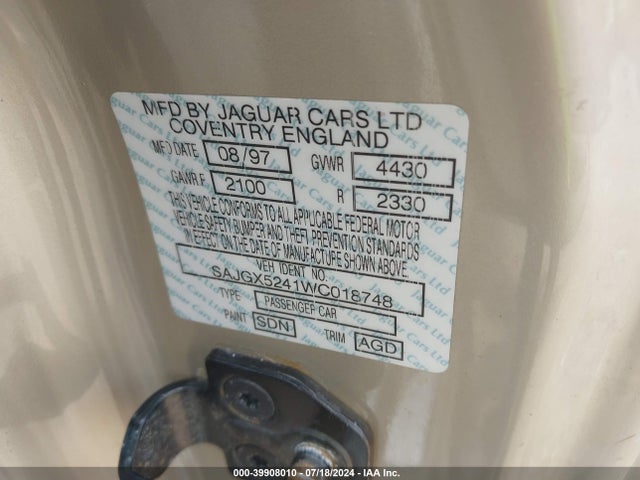 MFD BY JAGUAR CARS LTD
COVENTRY ENGLAND
MFD DATE 08/97 GVWR 4430
GAWR.F 2100 R 2330
THIS VEHICLE CONFORMS TO ALL APPLICABLE FEDERAL MOTOR
VEHICLE SAFETY BUMPER AND THEFT PREVENTION STANDARDS
IN EFFECT ON THE DATE OF MANUFACTURE SHOWN ABOVE.
VEH IDENT NO.
SAJGX5241WC018748
TYPE PASSENGER CAR
PAINT SDN TRIM AGD
000-39908010 - 07/18/2024 - IAA Inc.